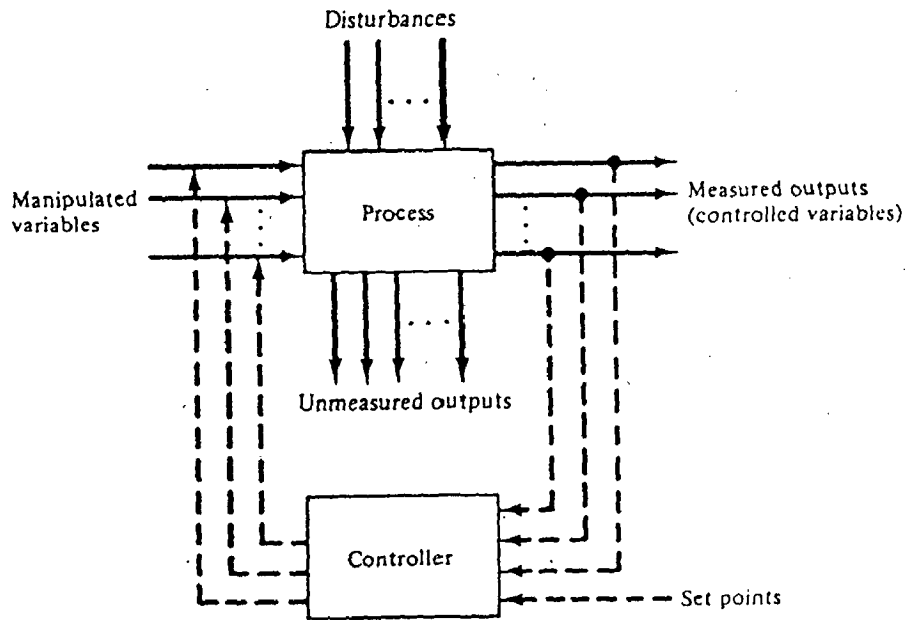 Disturbances
Manipulated
variables
Process
Measured outputs
(controlled variables)
Unmeasured outputs
Controller
Set points